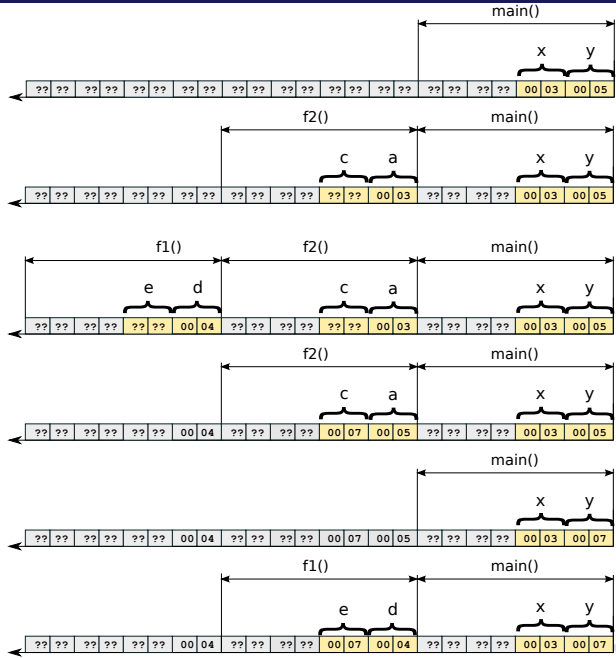 main()
x y
?? ?? ?? ?? ?? ?? ?? ?? ?? ?? ?? ?? ?? ?? ?? ?? ?? ?? ?? ?? 00 03 00 05
f2() main()
c a x y
?? ?? ?? ?? ?? ?? ?? ?? ?? ?? ?? ?? ?? ?? 00 03 ?? ?? ?? ?? 00 03 00 05
f1() f2() main()
e d c a x y
?? ?? ?? ?? ?? ?? 00 04 ?? ?? ?? ?? ?? ?? 00 03 ?? ?? ?? ?? 00 03 00 05
f2() main()
c a x y
?? ?? ?? ?? ?? ?? 00 04 ?? ?? ?? ?? 00 07 00 05 ?? ?? ?? ?? 00 03 00 05
main()
x y
?? ?? ?? ?? ?? ?? 00 04 ?? ?? ?? ?? 00 07 00 05 ?? ?? ?? ?? 00 03 00 07
f1() main()
e d x y
?? ?? ?? ?? ?? ?? 00 04 ?? ?? ?? ?? 00 07 00 04 ?? ?? ?? ?? 00 03 00 07